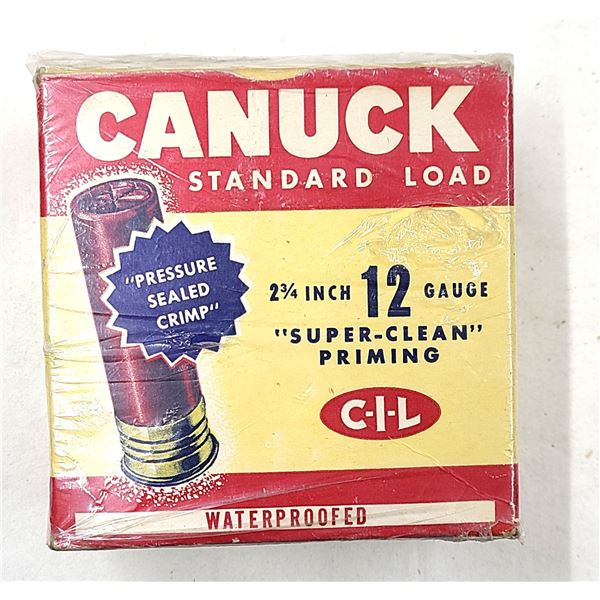 CANUCK
STANDARD LOAD
"PRESSURE
SEALED
CRIMP"
2¾ INCH 12 GAUGE
"SUPER-CLEAN"
PRIMING
C-I-L
WATERPROOFED